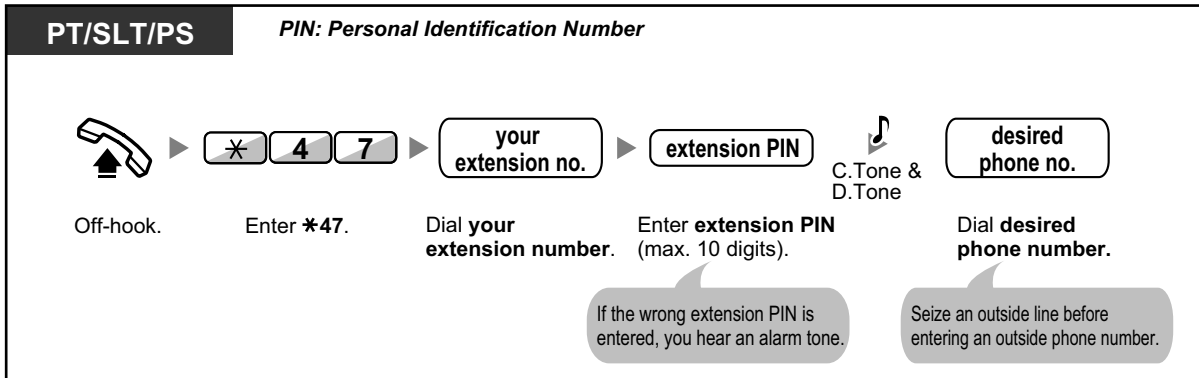 PT/SLT/PS
PIN: Personal Identification Number
* 4 7
your
extension no.
extension PIN
C.Tone &
D.Tone
desired
phone no.
Off-hook.
Enter *47.
Dial your
extension number.
Enter extension PIN
(max. 10 digits).
Dial desired
phone number.
If the wrong extension PIN is
entered, you hear an alarm tone.
Seize an outside line before
entering an outside phone number.